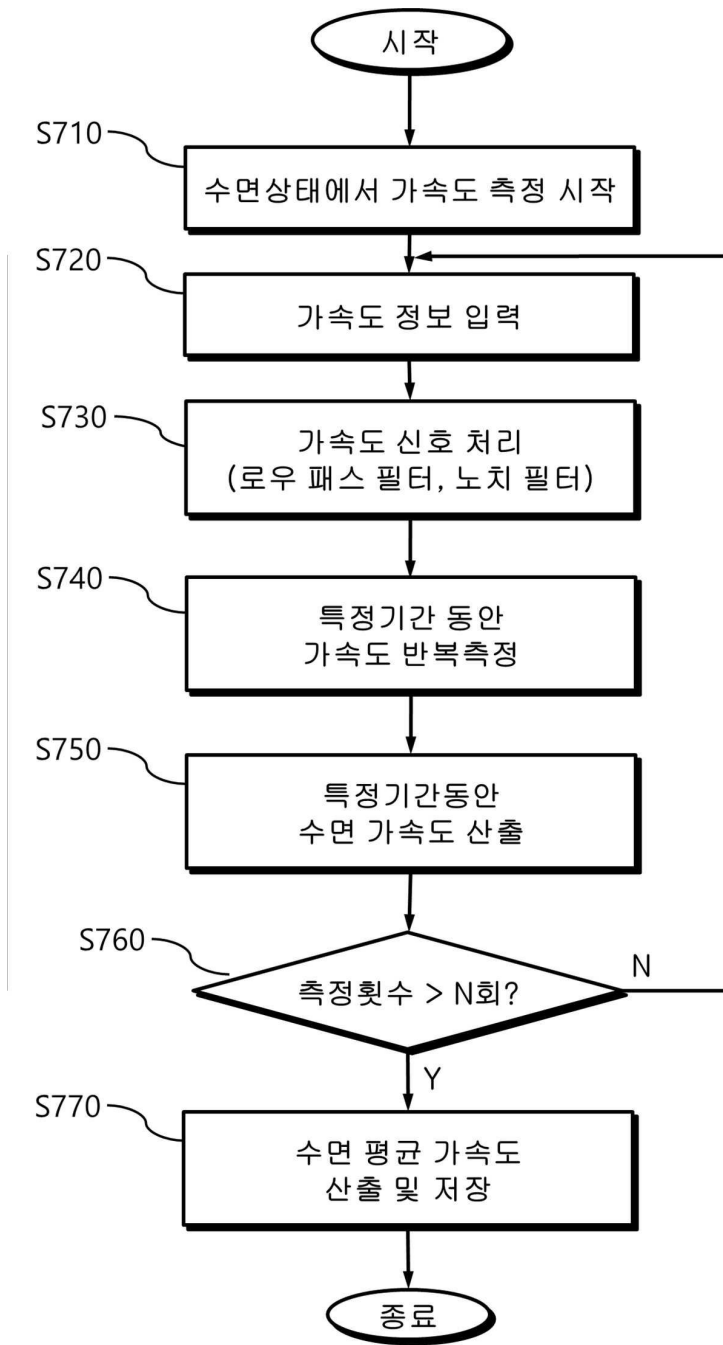 시작
S710
수면상태에서 가속도 측정 시작
S720
가속도 정보 입력
S730
가속도 신호 처리
(로우 패스 필터, 노치 필터)
S740
특정기간 동안
가속도 반복측정
S750
특정기간동안
수면 가속도 산출
S760
측정횟수 > N회?
N
Y
S770
수면 평균 가속도
산출 및 저장
종료